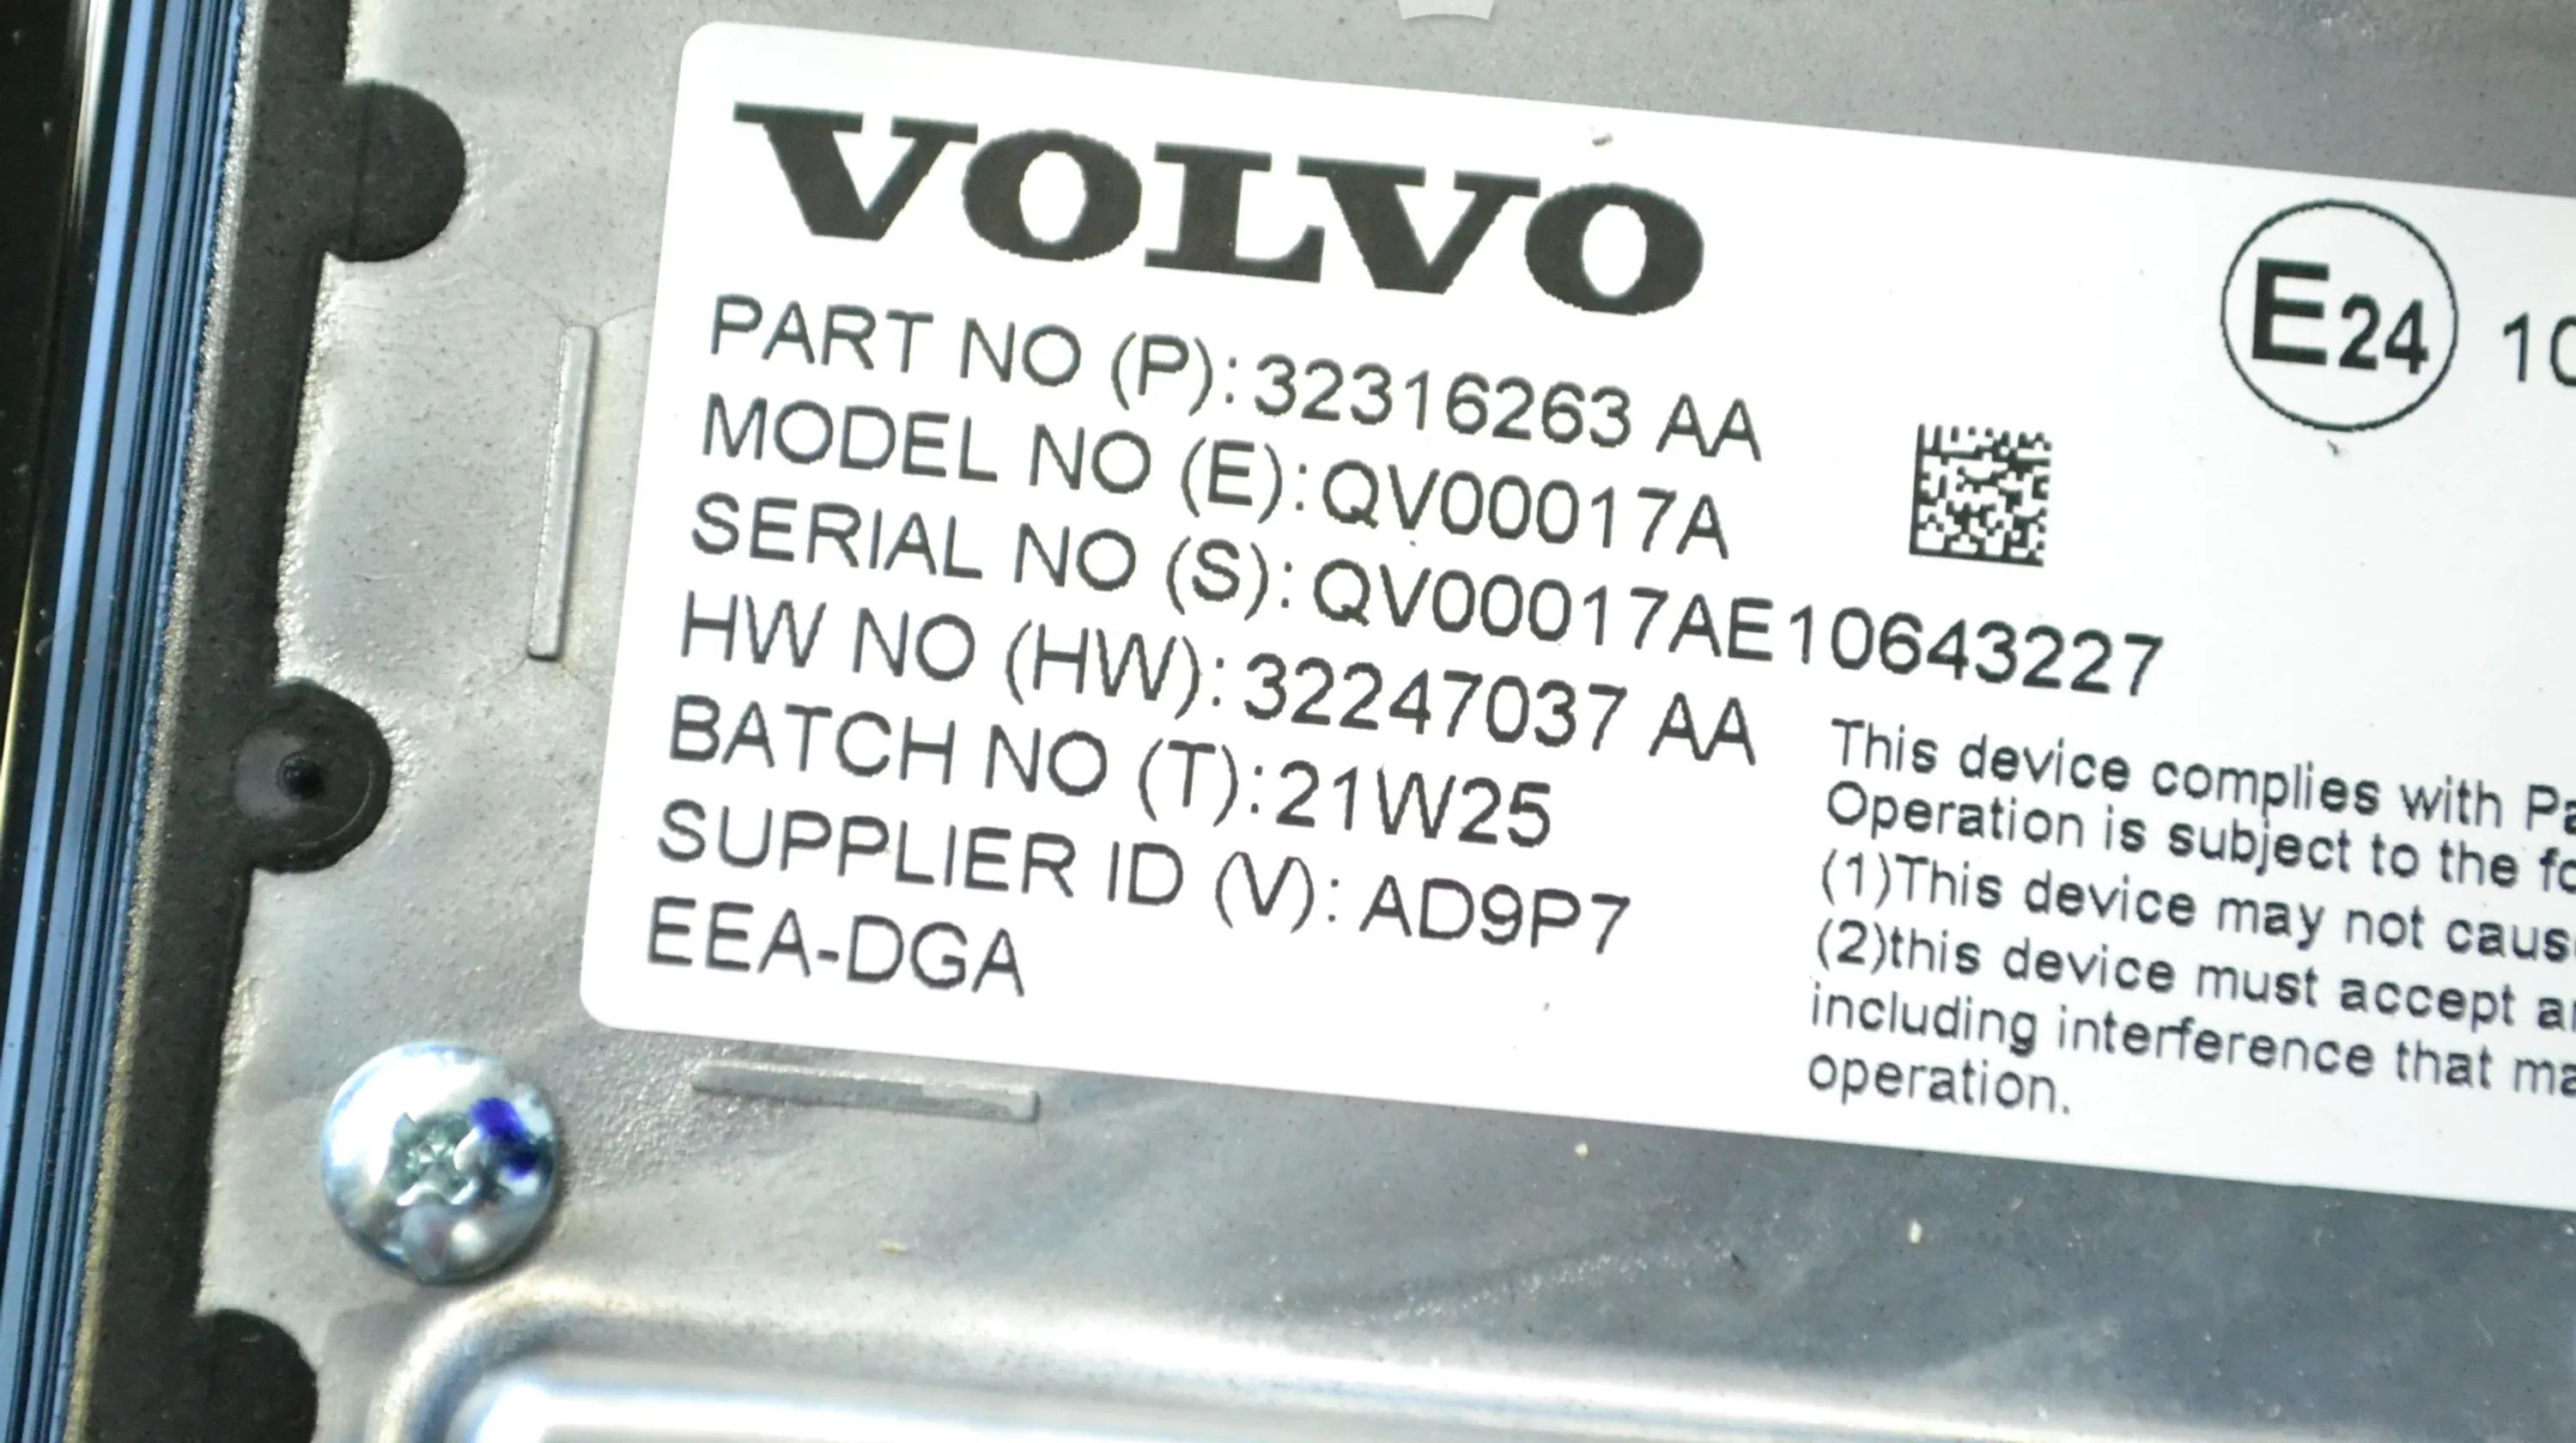 VOLVO
E24 10
PART NO (P):32316263 AA
MODEL NO (E):QV00017A
SERIAL NO (S):QV00017AE10643227
HW NO (HW):32247037 AA
BATCH NO (T):21W25
SUPPLIER ID (V): AD9P7
EEA-DGA
This device complies with
Operation is subject to the
(1)This device may not
(2)this device must accept
including interference that
operation.